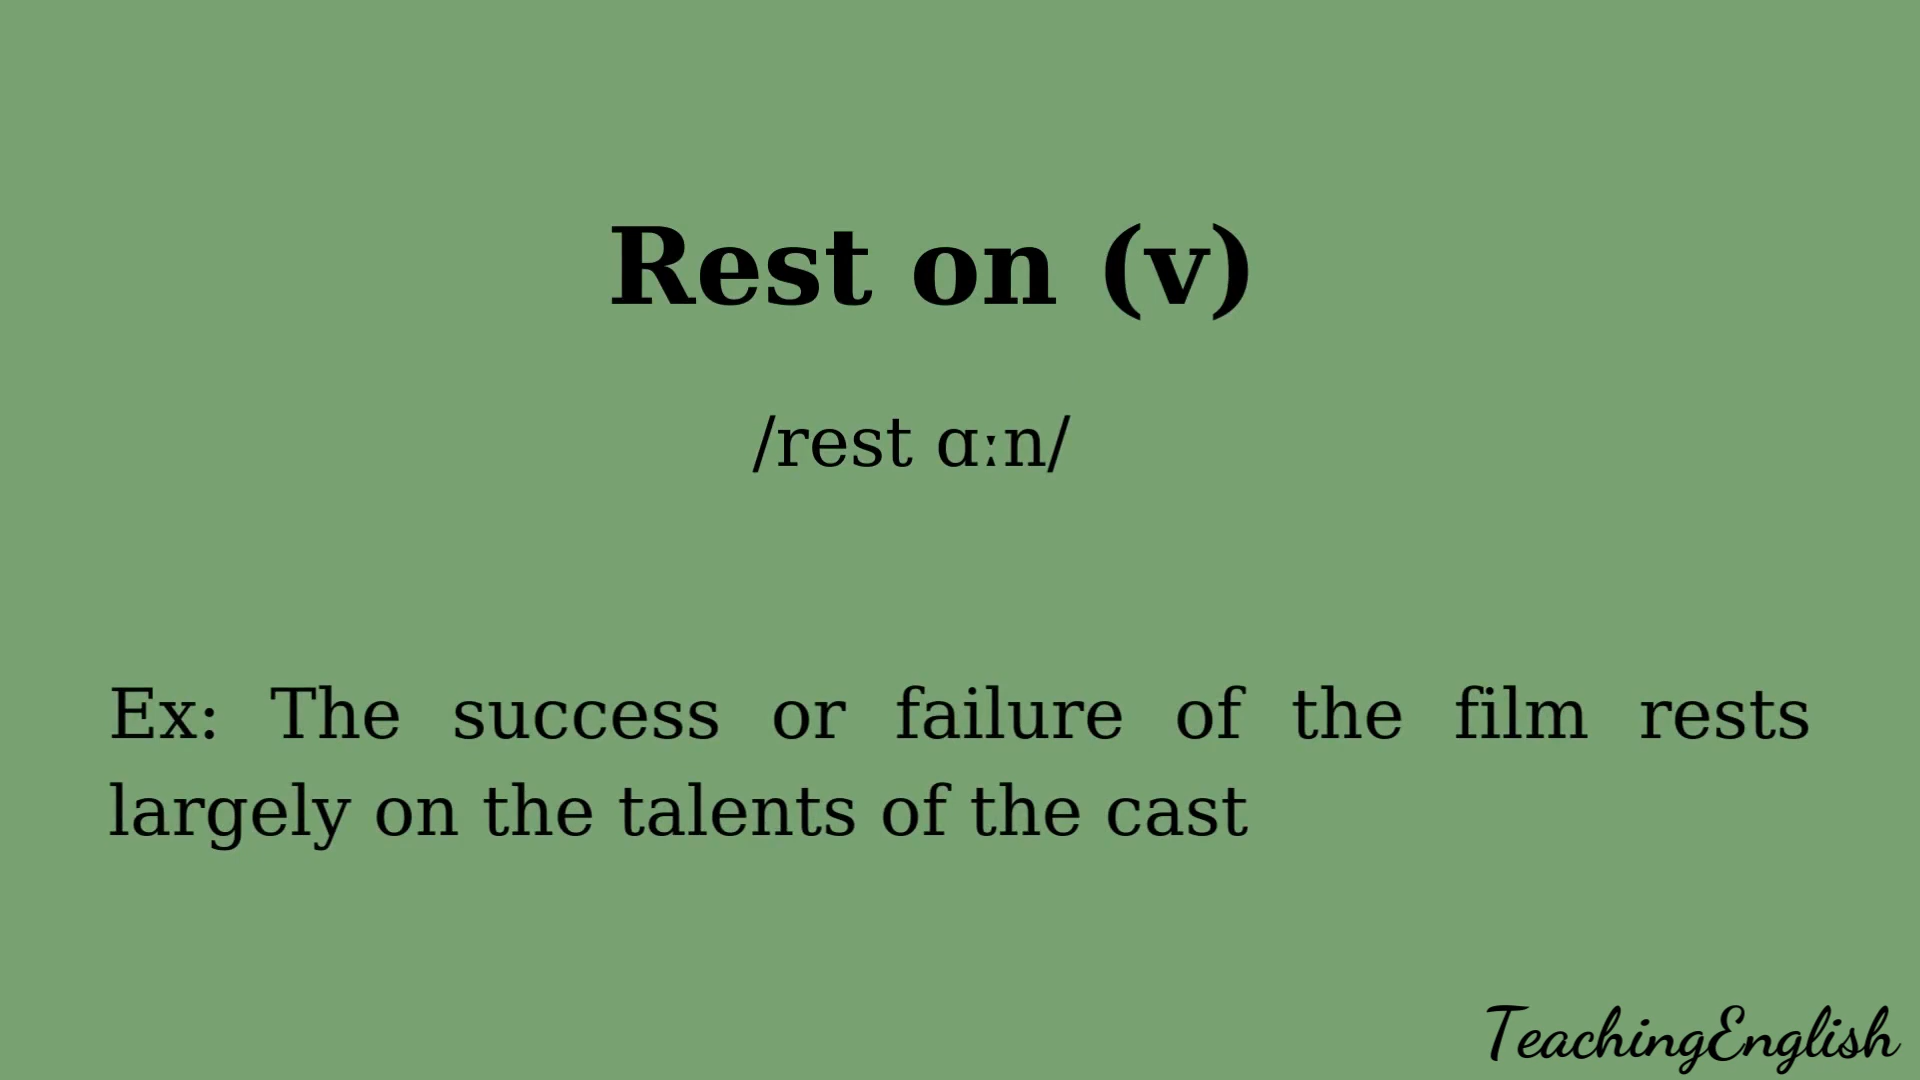 Rest on (v)
/rest ɑːn/
Ex: The success or failure of the film rests
largely on the talents of the cast
TeachingEnglish